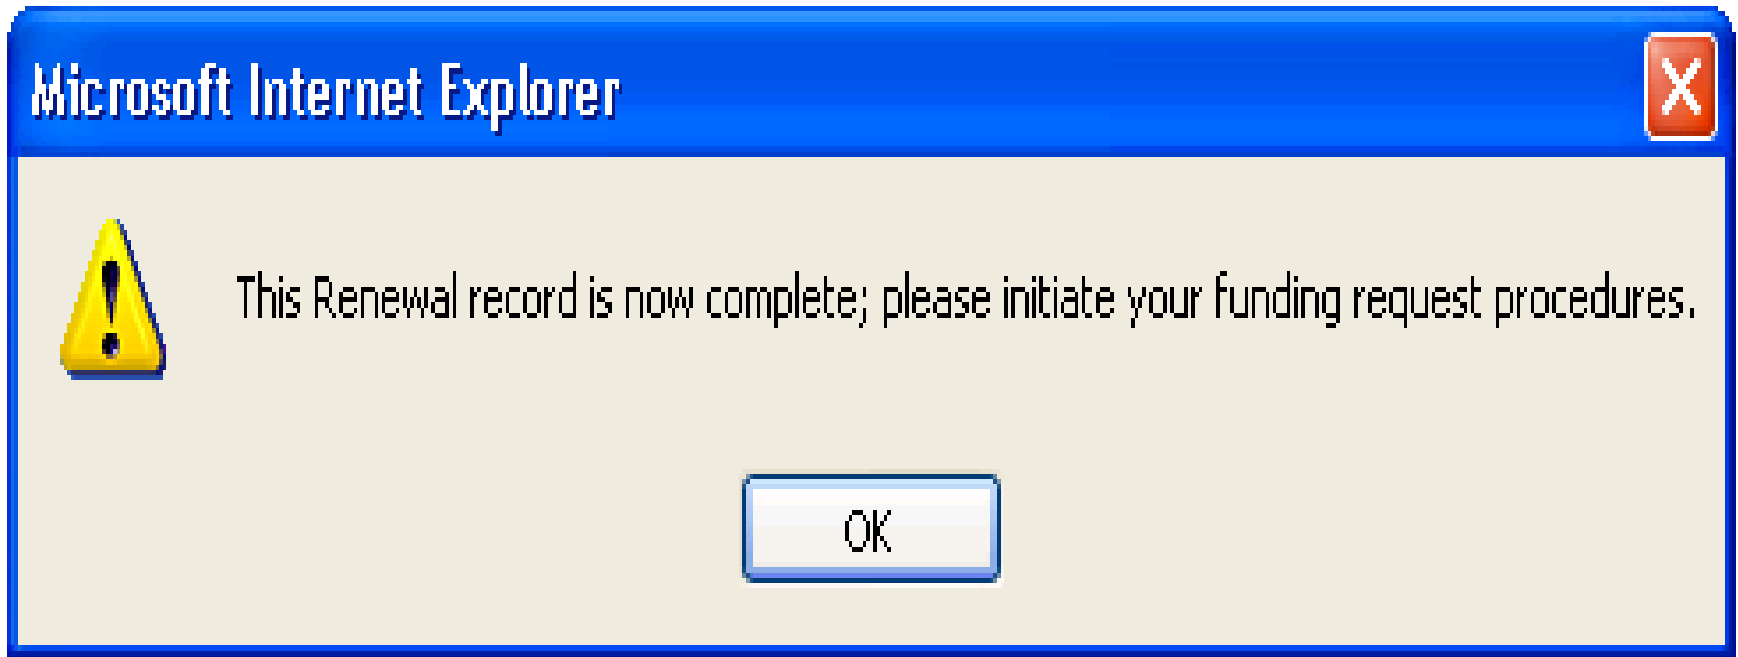 Microsoft Internet Explorer
This Renewal record is now complete; please initiate your funding request procedures.
OK